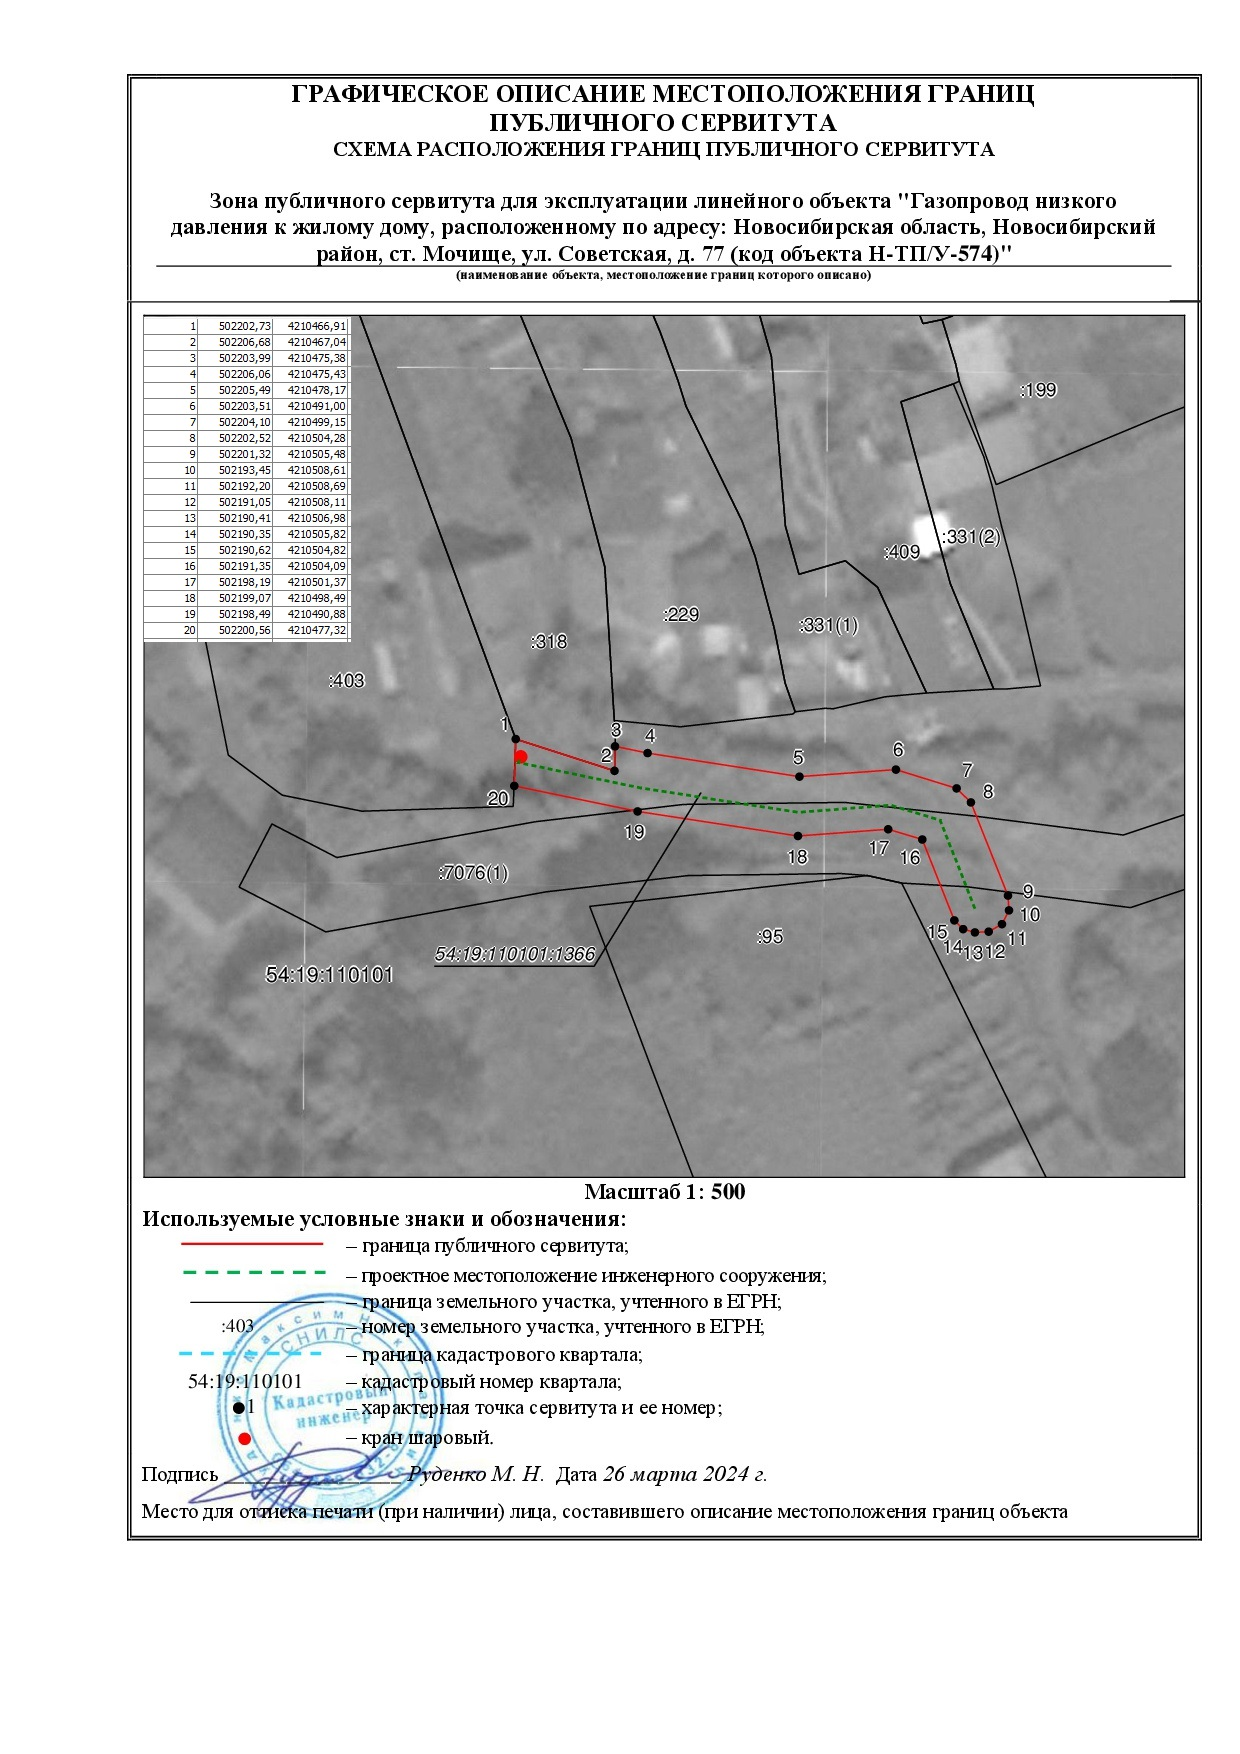 ГРАФИЧЕСКОЕ ОПИСАНИЕ МЕСТОПОЛОЖЕНИЯ ГРАНИЦ
ПУБЛИЧНОГО СЕРВИТУТА
СХЕМА РАСПОЛОЖЕНИЯ ГРАНИЦ ПУБЛИЧНОГО СЕРВИТУТА
Зона публичного сервитута для эксплуатации линейного объекта "Газопровод низкого
давления к жилому дому, расположенному по адресу: Новосибирская область, Новосибирский
район, ст. Мочище, ул. Советская, д. 77 (код объекта Н-ТП/У-574)"
(наименование объекта, местоположение границ которого описано)
1 502202,73 4210466,91
2 502206,68 4210467,04
3 502203,99 4210475,38
4 502206,06 4210475,43
5 502205,49 4210478,17
6 502203,51 4210491,00
7 502204,10 4210499,15
8 502202,52 4210504,28
9 502201,32 4210505,48
10 502193,45 4210508,61
11 502192,20 4210508,69
12 502191,05 4210508,11
13 502190,41 4210506,98
14 502190,35 4210505,82
15 502190,62 4210504,82
16 502191,35 4210504,09
17 502198,19 4210501,37
18 502199,07 4210498,49
19 502198,49 4210490,88
20 502200,56 4210477,32
:199
:331(2)
:409
:229
:331(1)
:318
:403
1
3
4
2
5
6
7
8
20
19
18
17
16
:7076(1)
9
10
15
11
14
13
12
:95
54:19:110101:1366
54:19:110101
Масштаб 1: 500
Используемые условные знаки и обозначения:
– граница публичного сервитута;
– проектное местоположение инженерного сооружения;
– граница земельного участка, учтенного в ЕГРН;
:403 – номер земельного участка, учтенного в ЕГРН;
– граница кадастрового квартала;
54:19:110101 – кадастровый номер квартала;
1 – характерная точка сервитута и ее номер;
– кран шаровый.
СНИЛС
Кадастровый
инженер
Подпись Руденко М. Н. Дата 26 марта 2024 г.
Место для оттиска печати (при наличии) лица, составившего описание местоположения границ объекта